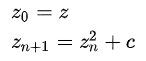 z₀ = z
zₙ₊₁ = zₙ² + c